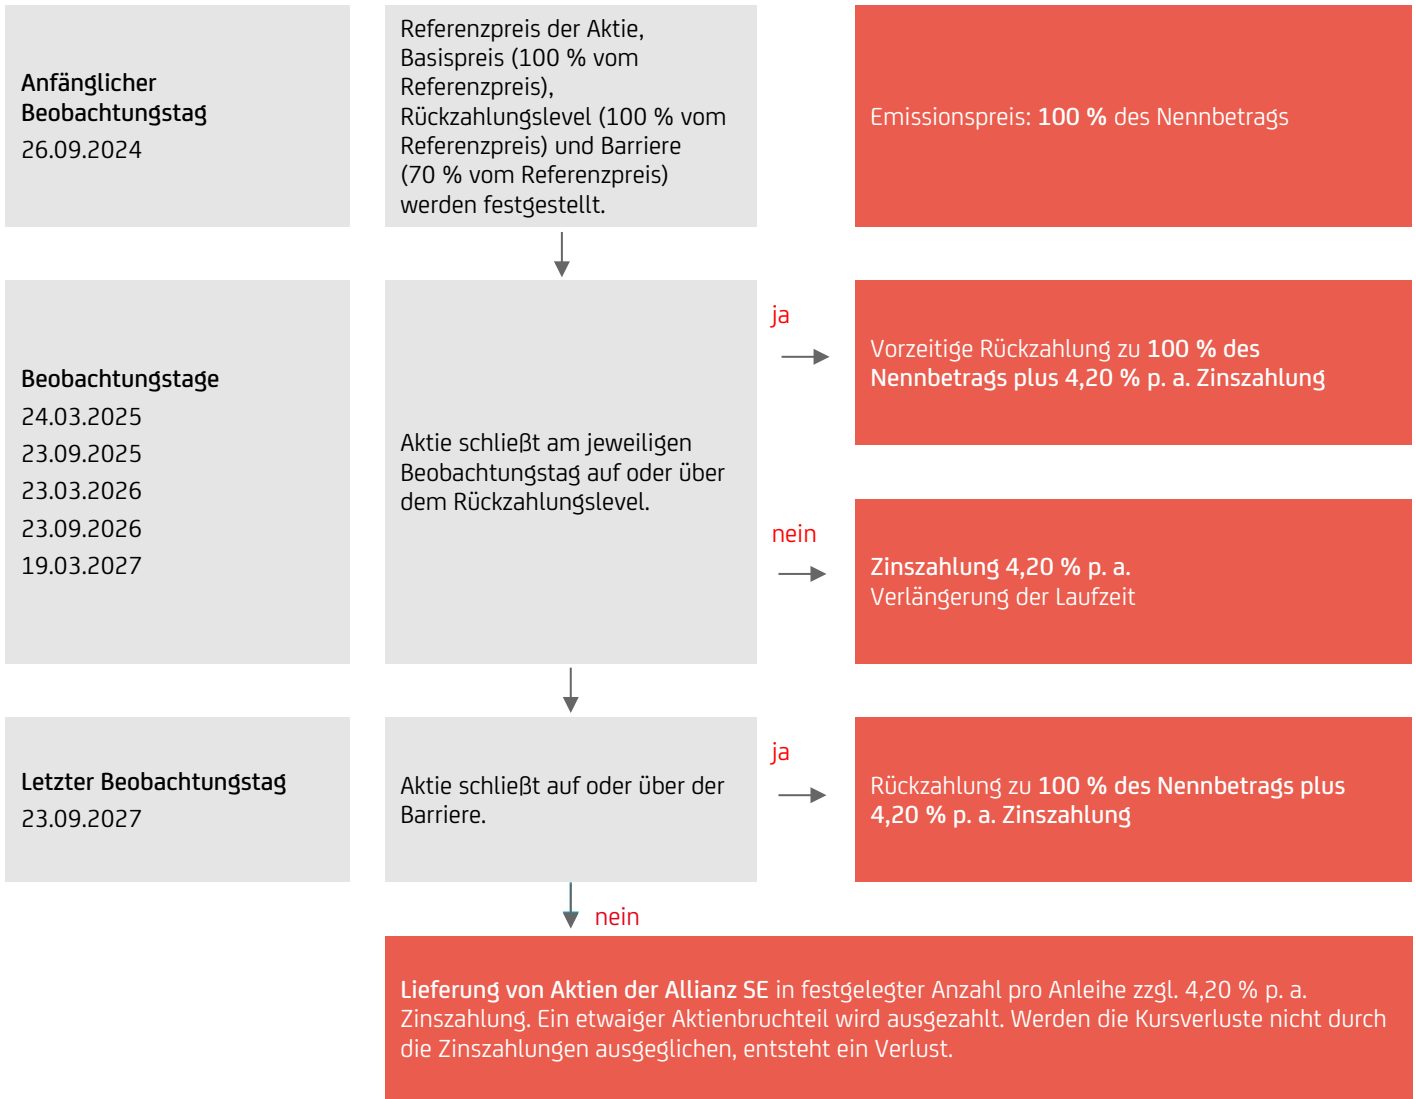 Anfänglicher
Beobachtungstag
26.09.2024
Referenzpreis der Aktie,
Basispreis (100 % vom
Referenzpreis),
Rückzahlungslevel (100 % vom
Referenzpreis) und Barriere
(70 % vom Referenzpreis)
werden festgestellt.
Emissionspreis: 100 % des Nennbetrags
Beobachtungstage
24.03.2025
23.09.2025
23.03.2026
23.09.2026
19.03.2027
Aktie schließt am jeweiligen
Beobachtungstag auf oder über
dem Rückzahlungslevel.
ja
Vorzeitige Rückzahlung zu 100 % des
Nennbetrags plus 4,20 % p. a. Zinszahlung
nein
Zinszahlung 4,20 % p. a.
Verlängerung der Laufzeit
Letzter Beobachtungstag
23.09.2027
Aktie schließt auf oder über der
Barriere.
ja
Rückzahlung zu 100 % des Nennbetrags plus
4,20 % p. a. Zinszahlung
nein
Lieferung von Aktien der Allianz SE in festgelegter Anzahl pro Anleihe zzgl. 4,20 % p. a.
Zinszahlung. Ein etwaiger Aktienbruchteil wird ausgezahlt. Werden die Kursverluste nicht durch
die Zinszahlungen ausgeglichen, entsteht ein Verlust.